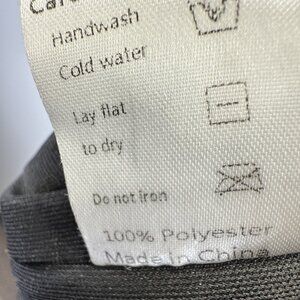 Handwash
Cold water
Lay flat
to dry
Do not iron
100% Polyester
Made in China